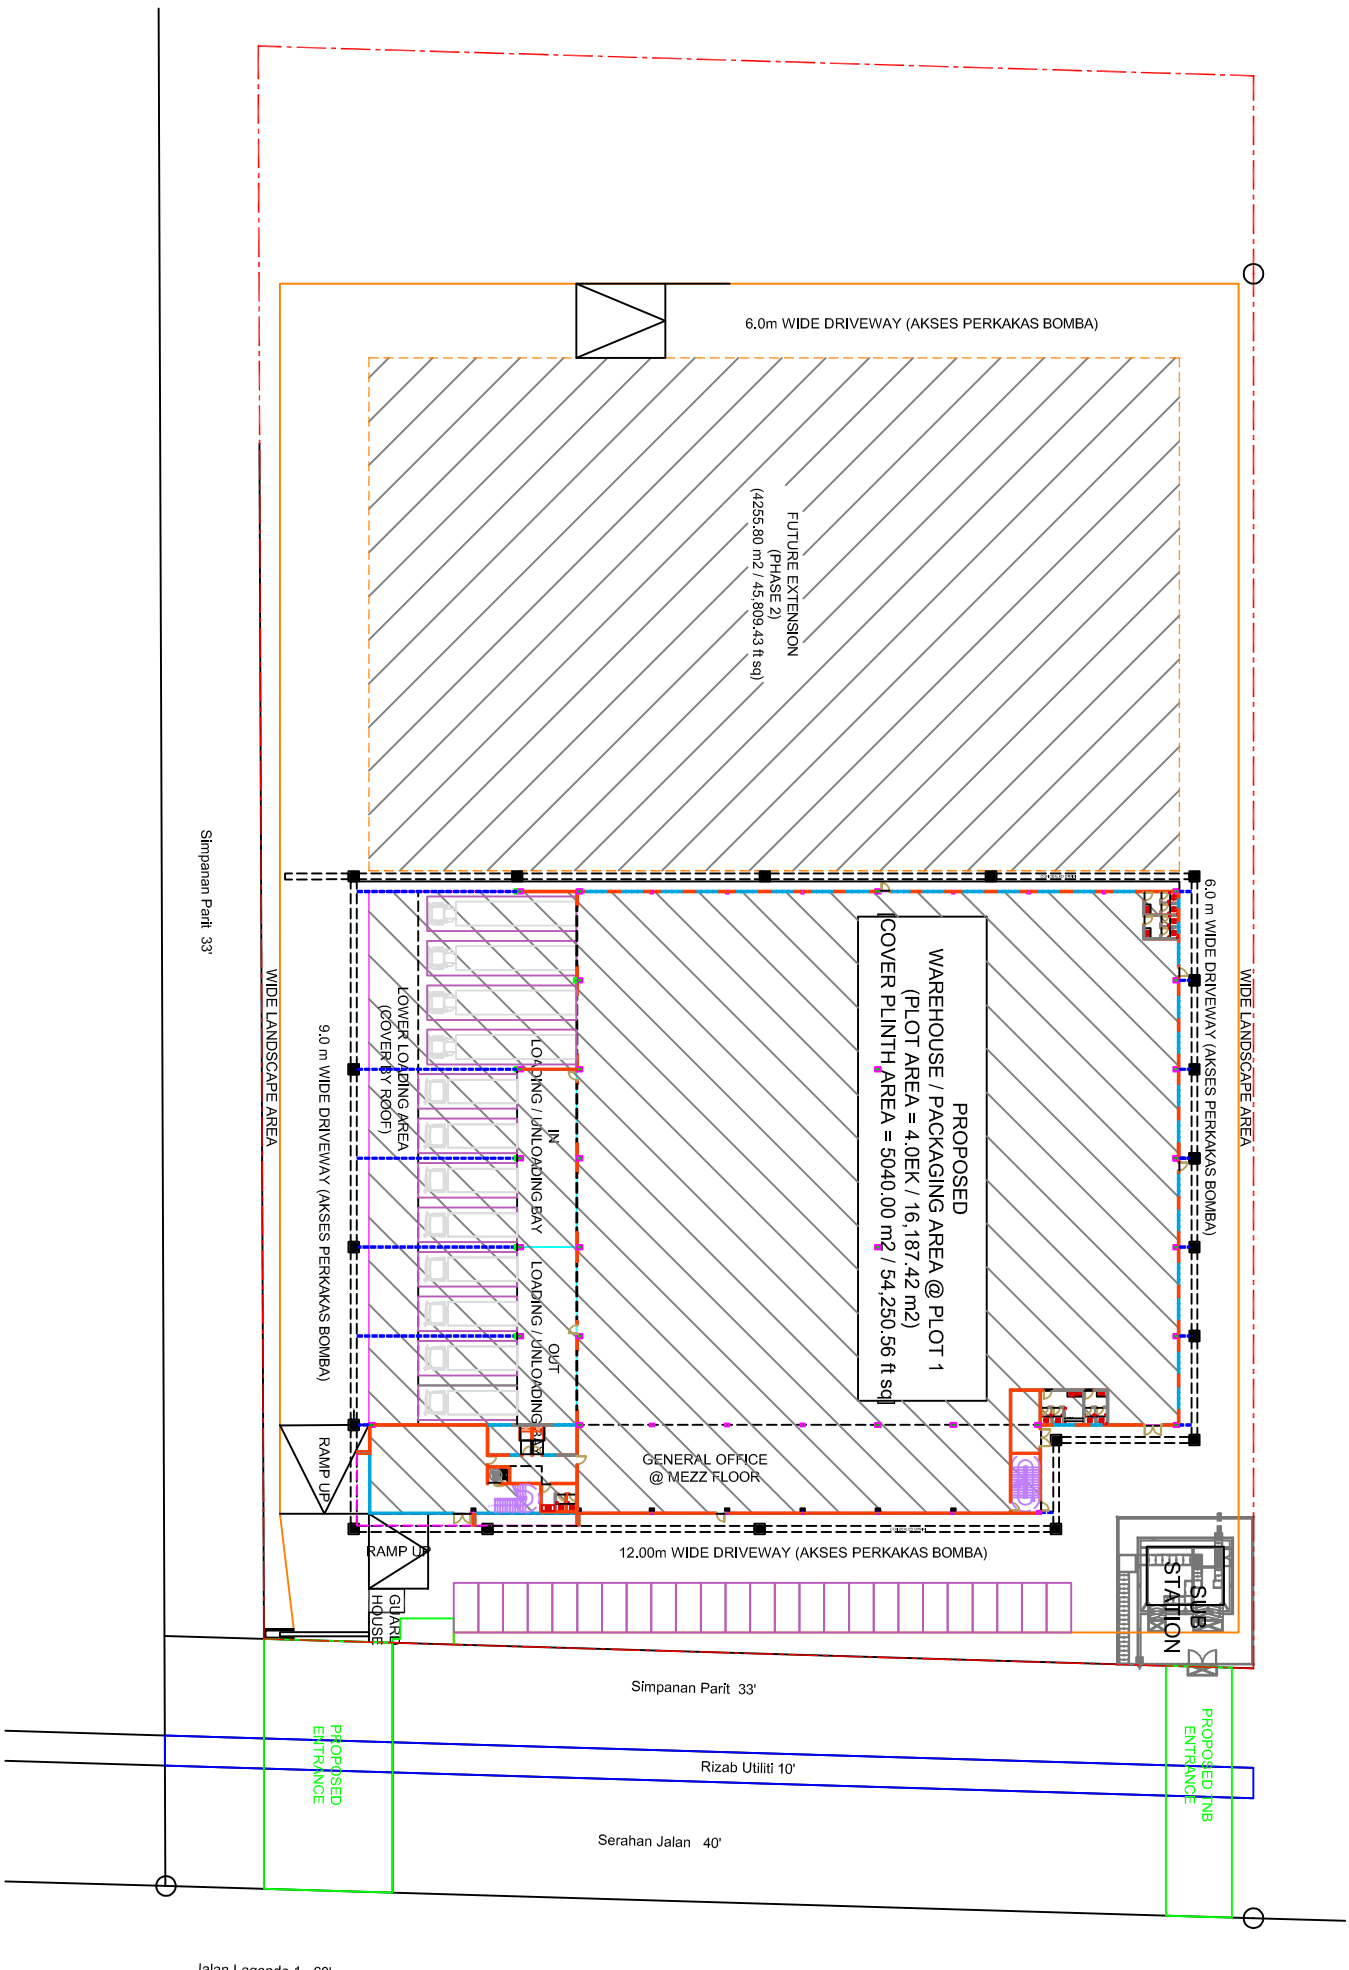 6.0m WIDE DRIVEWAY (AKSES PERKAKAS BOMBA)
FUTURE EXTENSION
(PHASE 2)
(4255.80 m2 / 45,809.43 ft sq)
Simpanan Parit 33'
WIDE LANDSCAPE AREA
9.0 m WIDE DRIVEWAY (AKSES PERKAKAS BOMBA)
LOWER LOADING AREA
(COVER BY ROOF)
IN
LOADING / UNLOADING BAY
OUT
LOADING / UNLOADING BAY
PROPOSED
WAREHOUSE / PACKAGING AREA @ PLOT 1
(PLOT AREA = 4.0EK / 16,187.42 m2)
[COVER PLINTH AREA = 5040.00 m2 / 54,250.56 ft sq]
6.0 m WIDE DRIVEWAY (AKSES PERKAKAS BOMBA)
WIDE LANDSCAPE AREA
GENERAL OFFICE
@ MEZZ FLOOR
RAMP UP
RAMP UP
12.00m WIDE DRIVEWAY (AKSES PERKAKAS BOMBA)
GUARD
HOUSE
SUB
STATION
Simpanan Parit 33'
PROPOSED
ENTRANCE
Rizab Utiliti 10'
PROPOSED TNB
ENTRANCE
Serahan Jalan 40'
Jalan Lagenda 1 60'